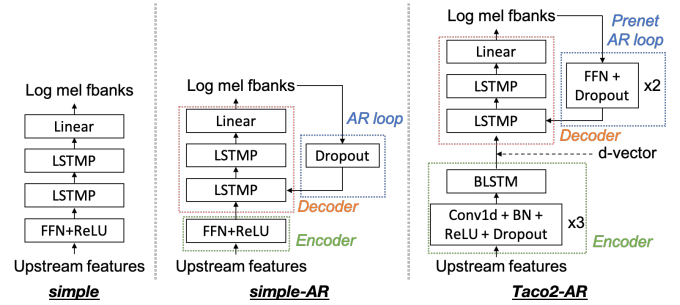 Log mel fbanks
Linear
LSTMP
LSTMP
FFN+ReLU
Upstream features
simple
Log mel fbanks
AR loop
Linear
LSTMP
Dropout
LSTMP
Decoder
FFN+ReLU
Encoder
Upstream features
simple-AR
Log mel fbanks
Prenet
AR loop
Linear
LSTMP
FFN +
Dropout
x2
LSTMP
Decoder
d-vector
BLSTM
Conv1d + BN +
ReLU + Dropout
x3
Encoder
Upstream features
Taco2-AR